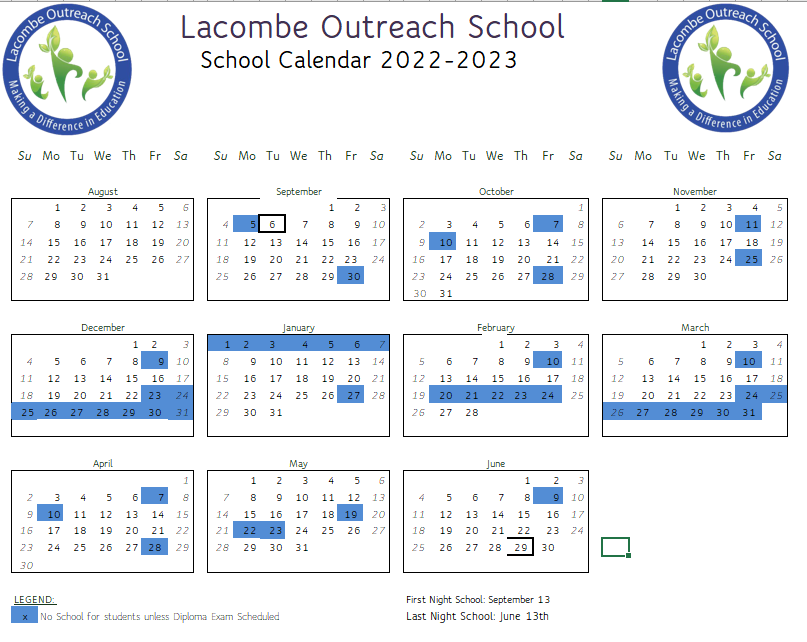 Lacombe Outreach School
Making a Difference in Education
Lacombe Outreach School
School Calendar 2022-2023
Lacombe Outreach School
Making a Difference in Education
Su Mo Tu We Th Fr Sa Su Mo Tu We Th Fr Sa Su Mo Tu We Th Fr Sa Su Mo Tu We Th Fr Sa
August
1 2 3 4 5 6
7 8 9 10 11 12 13
14 15 16 17 18 19 20
21 22 23 24 25 26 27
28 29 30 31
September
1 2 3
4 5 6 7 8 9 10
11 12 13 14 15 16 17
18 19 20 21 22 23 24
25 26 27 28 29 30
October
1
2 3 4 5 6 7 8
9 10 11 12 13 14 15
16 17 18 19 20 21 22
23 24 25 26 27 28 29
30 31
November
1 2 3 4 5
6 7 8 9 10 11 12
13 14 15 16 17 18 19
20 21 22 23 24 25 26
27 28 29 30
December
1 2 3
4 5 6 7 8 9 10
11 12 13 14 15 16 17
18 19 20 21 22 23 24
25 26 27 28 29 30 31
January
1 2 3 4 5 6 7
8 9 10 11 12 13 14
15 16 17 18 19 20 21
22 23 24 25 26 27 28
29 30 31
February
1 2 3 4
5 6 7 8 9 10 11
12 13 14 15 16 17 18
19 20 21 22 23 24 25
26 27 28
March
1 2 3 4
5 6 7 8 9 10 11
12 13 14 15 16 17 18
19 20 21 22 23 24 25
26 27 28 29 30 31
April
1
2 3 4 5 6 7 8
9 10 11 12 13 14 15
16 17 18 19 20 21 22
23 24 25 26 27 28 29
30
May
1 2 3 4 5 6
7 8 9 10 11 12 13
14 15 16 17 18 19 20
21 22 23 24 25 26 27
28 29 30 31
June
1 2 3
4 5 6 7 8 9 10
11 12 13 14 15 16 17
18 19 20 21 22 23 24
25 26 27 28 29 30
LEGEND:
x No School for students unless Diploma Exam Scheduled
First Night School: September 13
Last Night School: June 13th